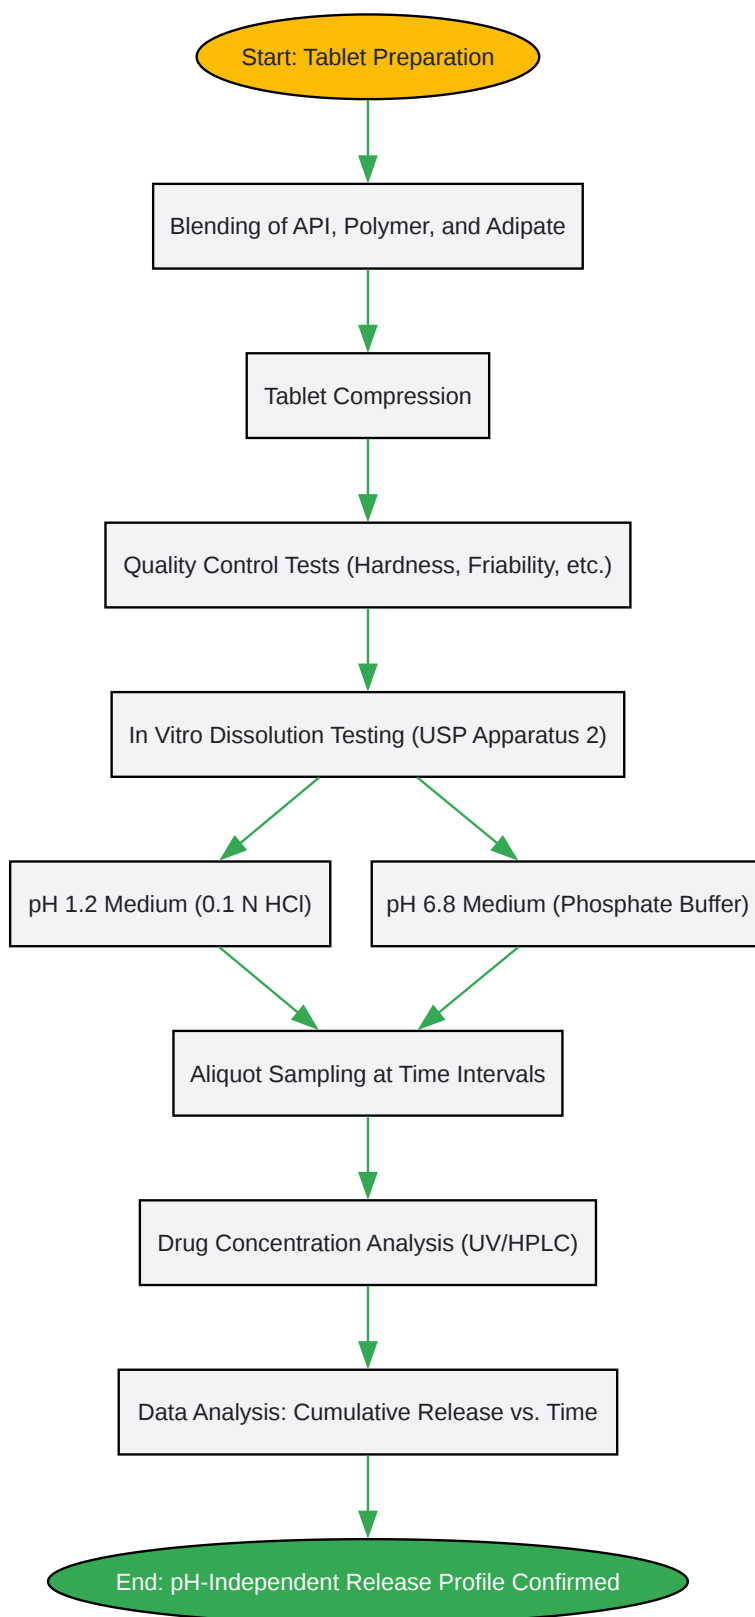 Start: Tablet Preparation
Blending of API, Polymer, and Adipate
Tablet Compression
Quality Control Tests (Hardness, Friability, etc.)
In Vitro Dissolution Testing (USP Apparatus 2)
pH 1.2 Medium (0.1 N HCl)
pH 6.8 Medium (Phosphate Buffer)
Aliquot Sampling at Time Intervals
Drug Concentration Analysis (UV/HPLC)
Data Analysis: Cumulative Release vs. Time
End: pH-Independent Release Profile Confirmed